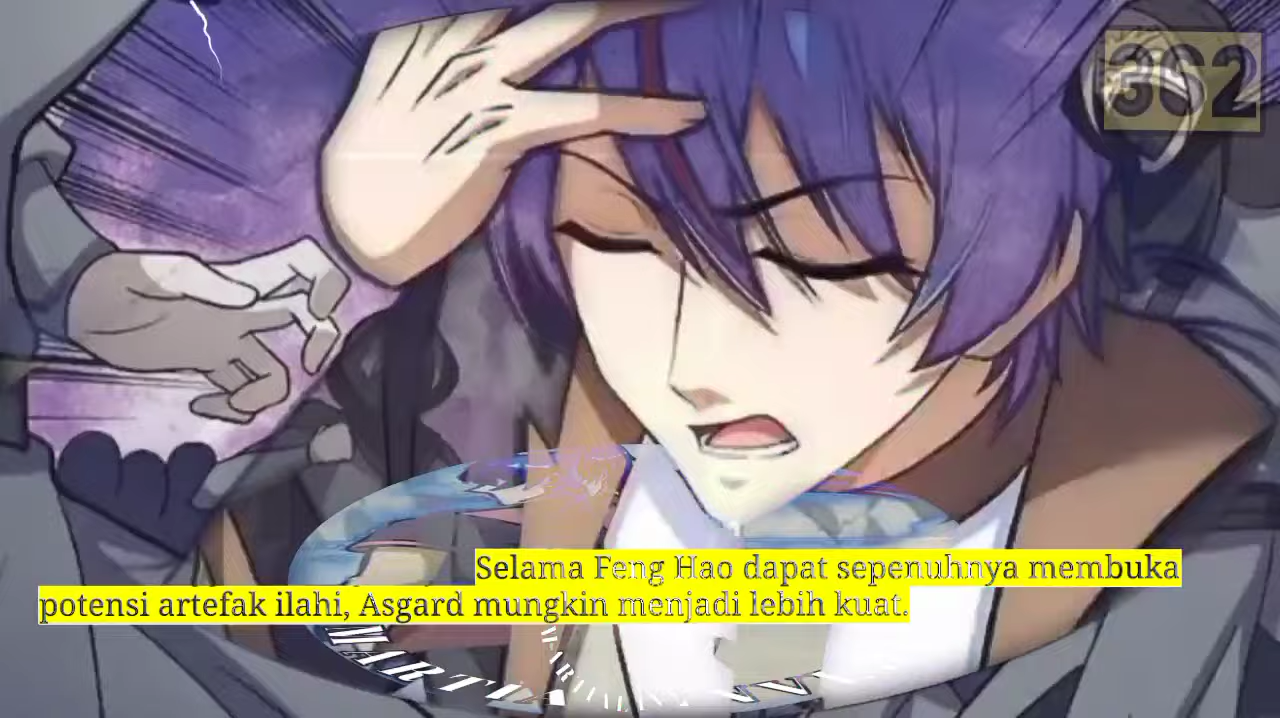 362
Selama Feng Hao dapat sepenuhnya membuka
potensi artefak ilahi, Asgard mungkin menjadi lebih kuat.